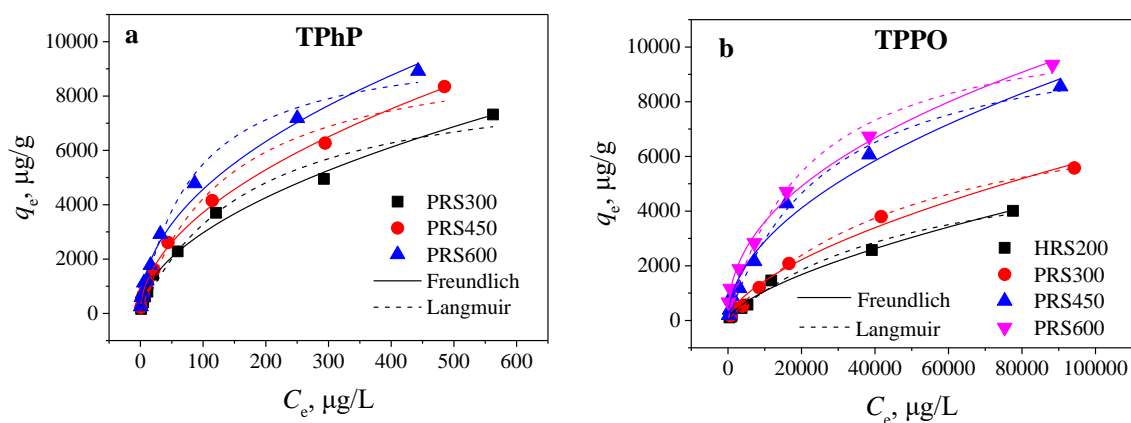 a
TPhP
10000
8000
6000
4000
2000
0
qe, µg/g
PRS300
PRS450
PRS600
Freundlich
Langmuir
0 100 200 300 400 500 600
Ce, µg/L
b
TPPO
10000
8000
6000
4000
2000
0
qe, µg/g
HRS200
PRS300
PRS450
PRS600
Freundlich
Langmuir
0 20000 40000 60000 80000 100000
Ce, µg/L